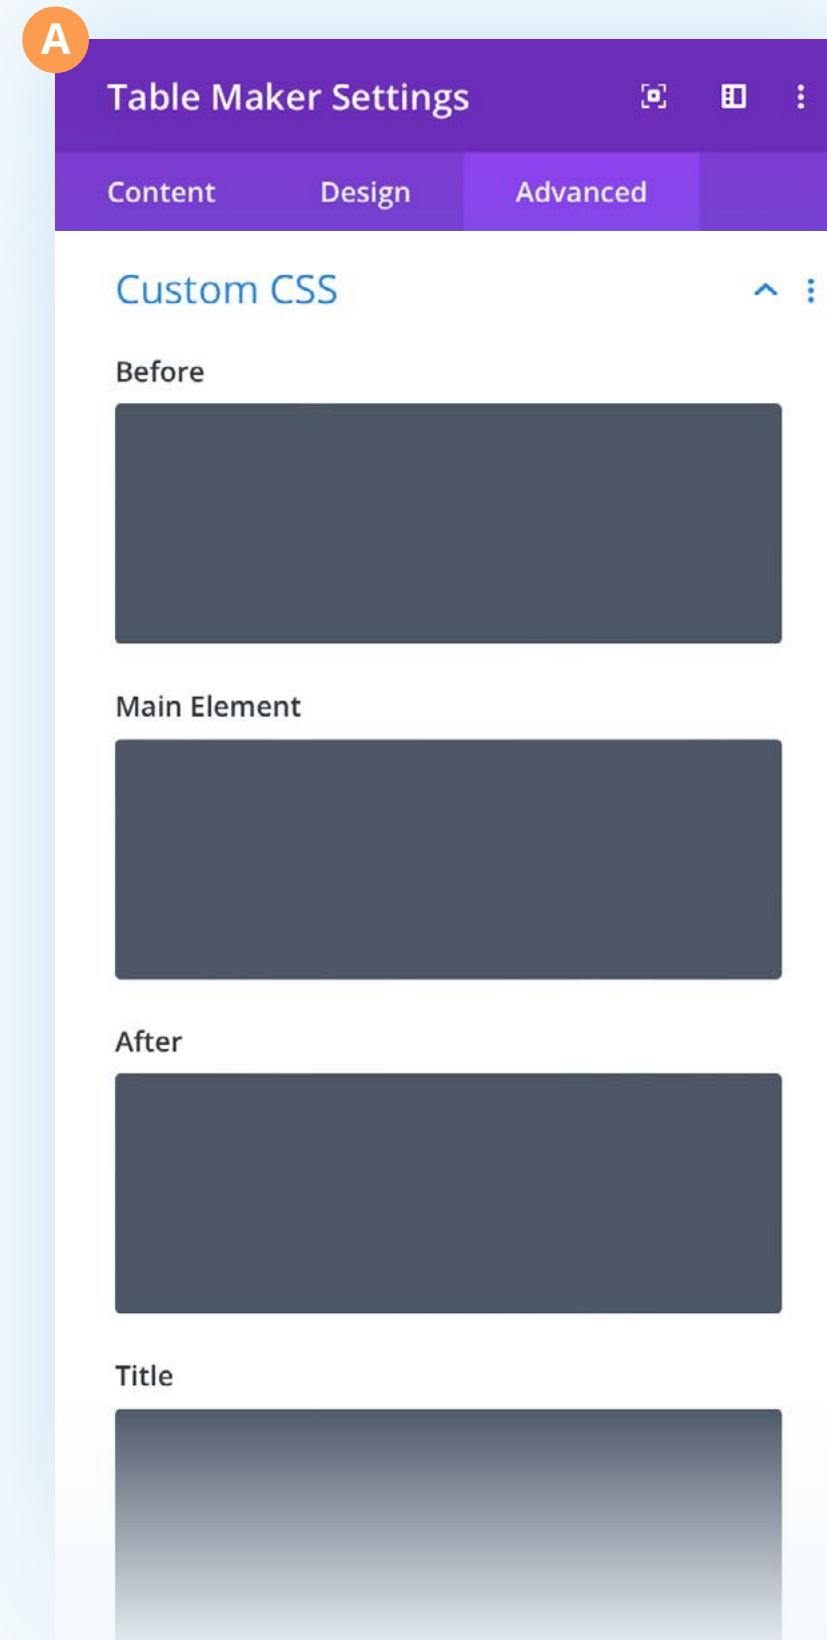 A
Table Maker Settings
Content Design Advanced
Custom CSS
Before
Main Element
After
Title